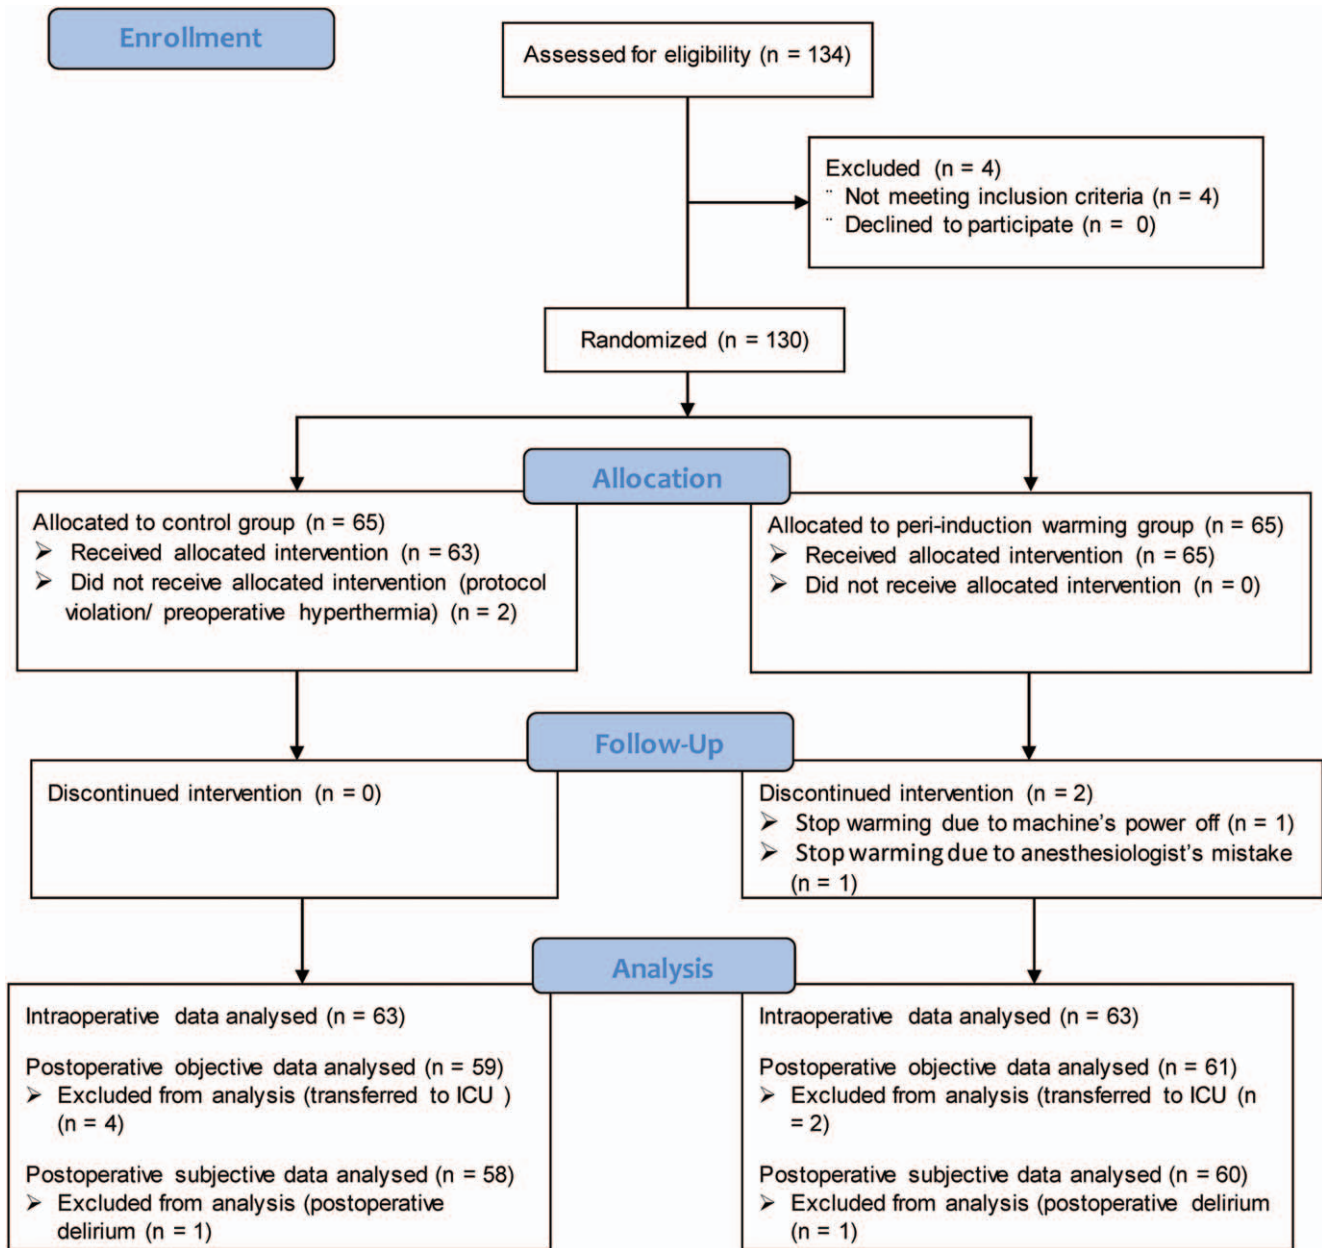 Enrollment
Assessed for eligibility (n = 134)
Excluded (n = 4)
¨ Not meeting inclusion criteria (n = 4)
¨ Declined to participate (n = 0)
Randomized (n = 130)
Allocation
Allocated to control group (n = 65)
➢ Received allocated intervention (n = 63)
➢ Did not receive allocated intervention (protocol
violation/ preoperative hyperthermia) (n = 2)
Allocated to peri-induction warming group (n = 65)
➢ Received allocated intervention (n = 65)
➢ Did not receive allocated intervention (n = 0)
Follow-Up
Discontinued intervention (n = 0)
Discontinued intervention (n = 2)
➢ Stop warming due to machine's power off (n = 1)
➢ Stop warming due to anesthesiologist's mistake
(n = 1)
Analysis
Intraoperative data analysed (n = 63)
Postoperative objective data analysed (n = 59)
➢ Excluded from analysis (transferred to ICU )
(n = 4)
Postoperative subjective data analysed (n = 58)
➢ Excluded from analysis (postoperative
delirium (n = 1)
Intraoperative data analysed (n = 63)
Postoperative objective data analysed (n = 61)
➢ Excluded from analysis (transferred to ICU (n
= 2)
Postoperative subjective data analysed (n = 60)
➢ Excluded from analysis (postoperative delirium
(n = 1)